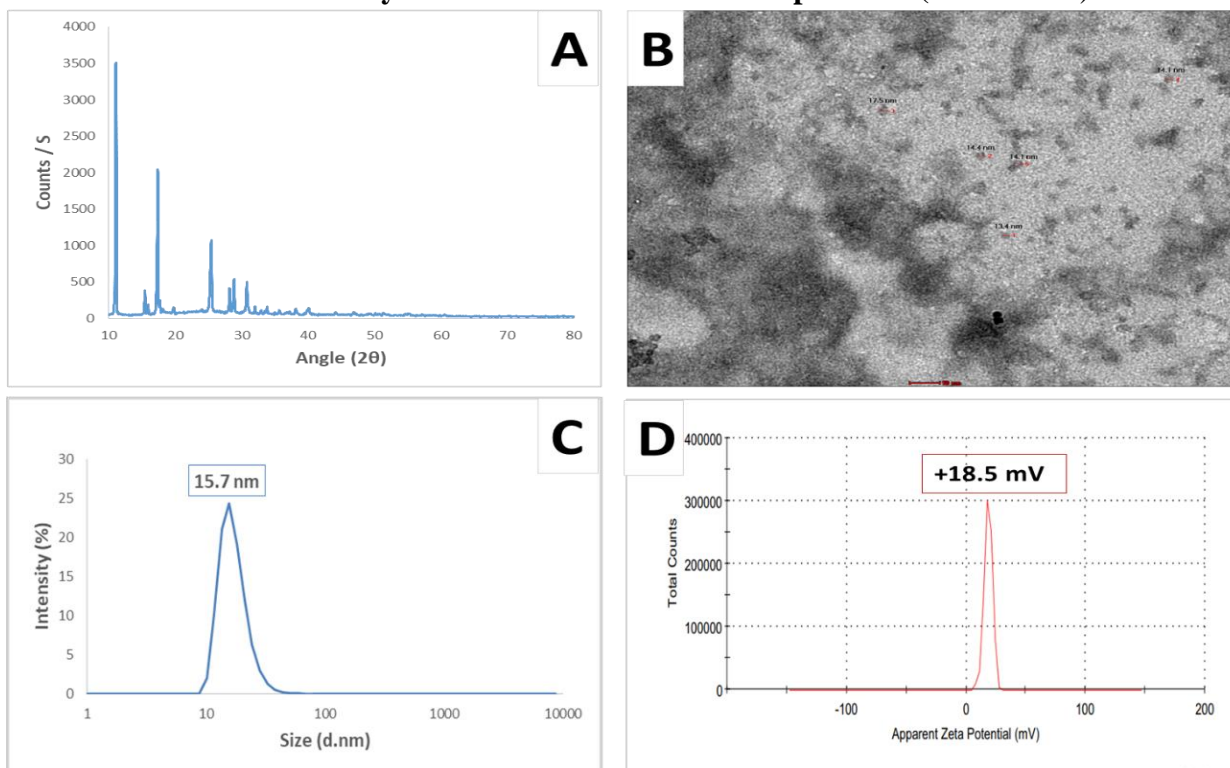 A
4000
3500
3000
2500
2000
1500
1000
500
0
Counts / S
10 20 30 40 50 60 70 80
Angle (2θ)
B
14.1 nm
17.5 nm
14.4 nm
14.1 nm
13.4 nm
C
30
25
20
15
10
5
0
Intensity (%)
15.7 nm
1 10 100 1000 10000
Size (d.nm)
D
400000
300000
200000
100000
0
Total Counts
+18.5 mV
-100 0 100 200
Apparent Zeta Potential (mV)